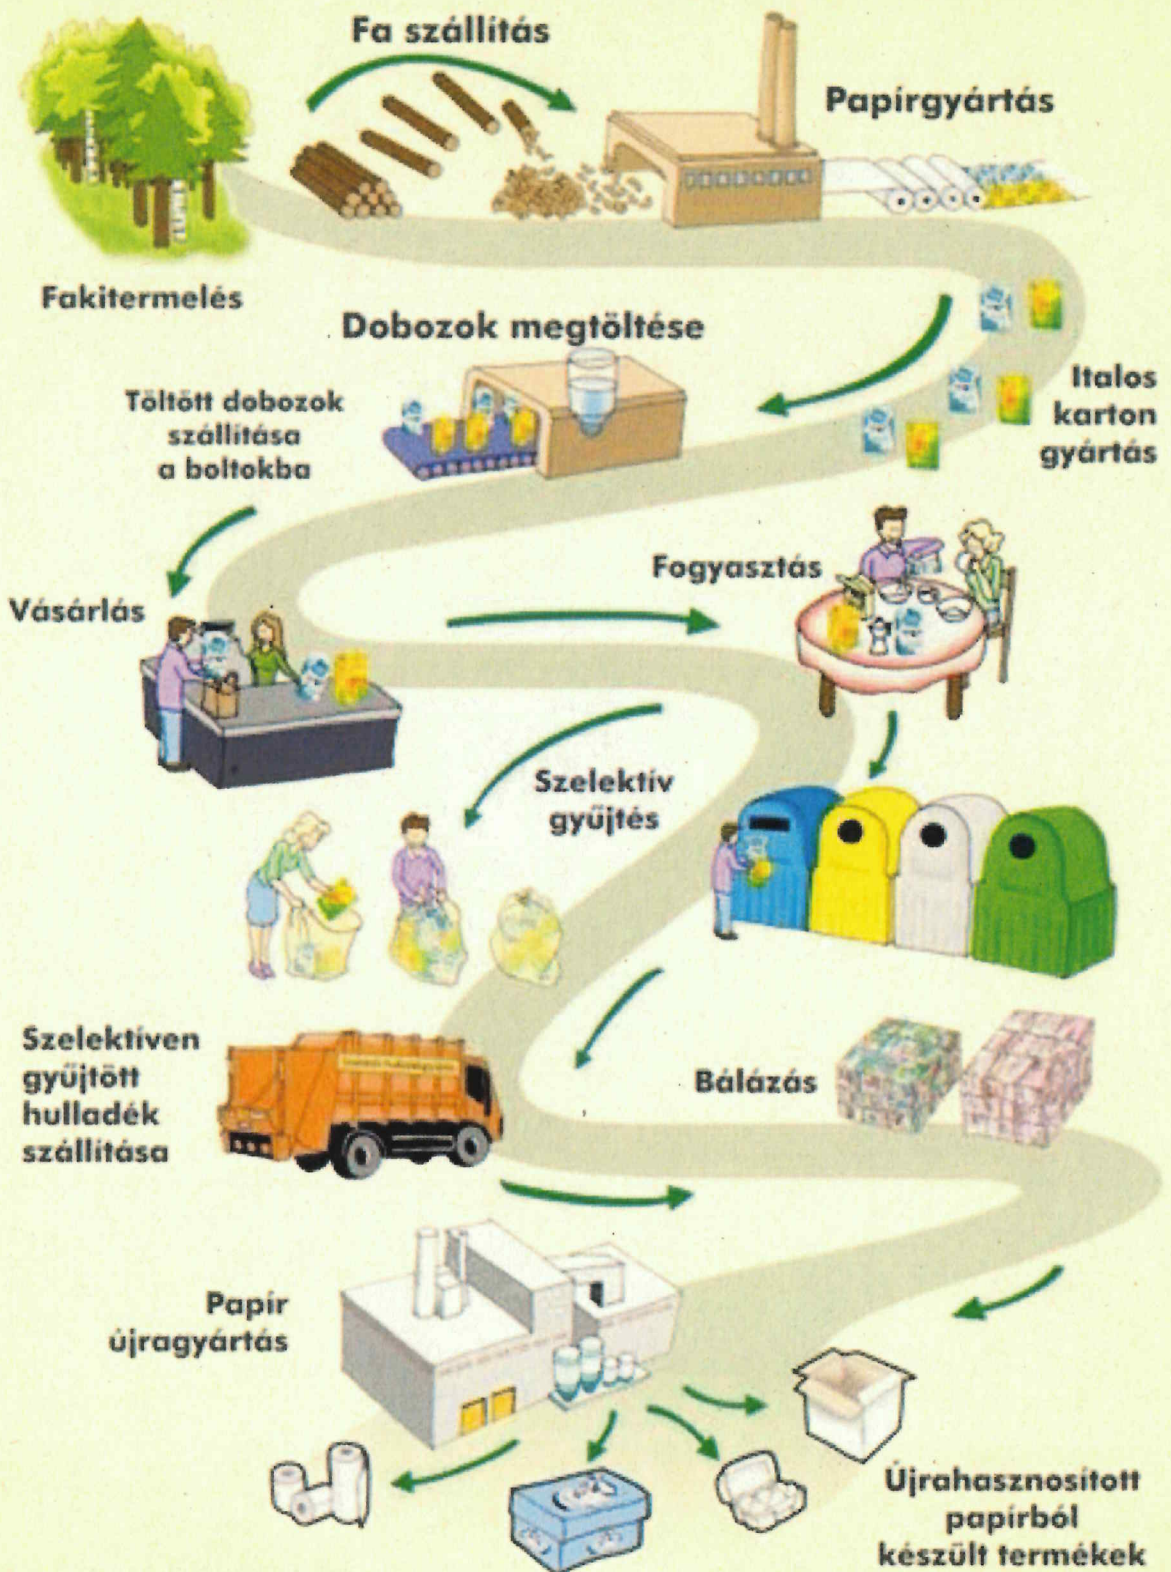 Fa szállítás
Papírgyártás
Fakitermelés
Dobozok megtöltése
Italos
karton
gyártás
Töltött dobozok
szállítása
a boltokba
Vásárlás
Fogyasztás
Szelektív
gyűjtés
Szelektíven
gyűjtött
hulladék
szállítása
Bálázás
Papír
újragyártás
Újrahasznosított
papírból
készült termékek